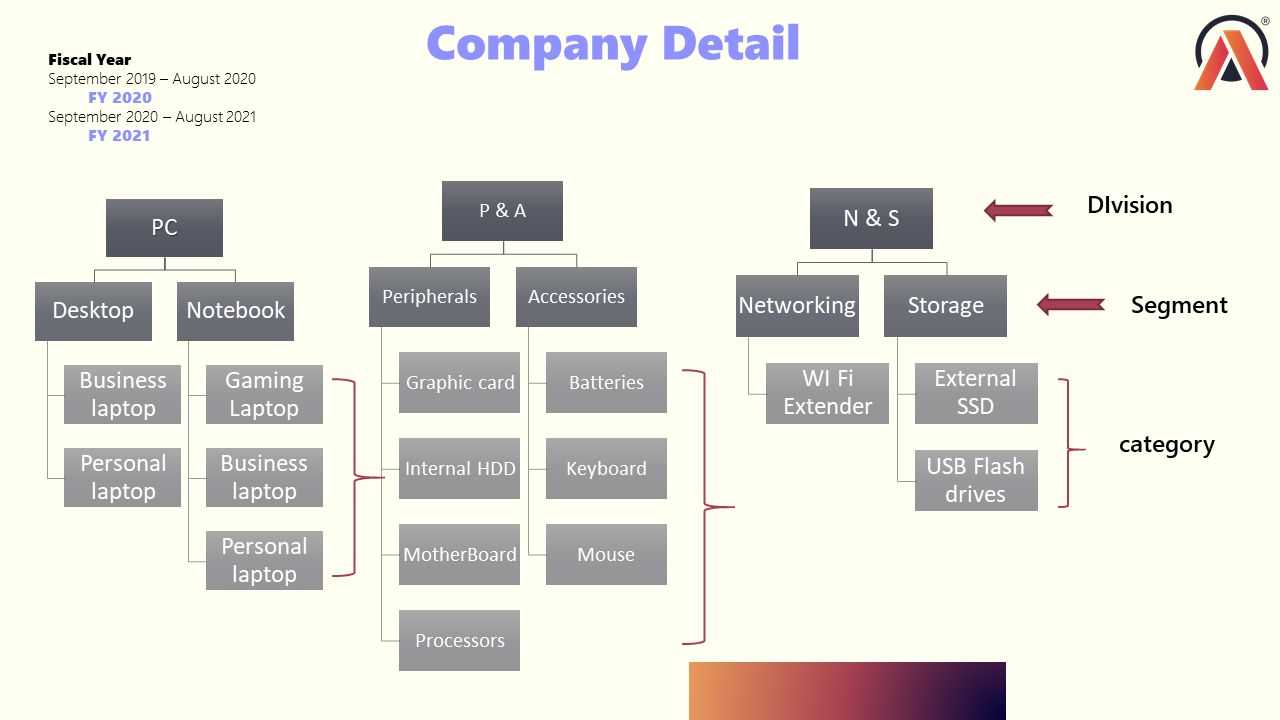 Company Detail
®
Fiscal Year
September 2019 – August 2020
FY 2020
September 2020 – August 2021
FY 2021
PC
Desktop
Business
laptop
Personal
laptop
Notebook
Gaming
Laptop
Business
laptop
Personal
laptop
P & A
Peripherals
Graphic card
Internal HDD
MotherBoard
Processors
Accessories
Batteries
Keyboard
Mouse
N & S
Networking
WI Fi
Extender
Storage
External
SSD
USB Flash
drives
DIvision
Segment
category